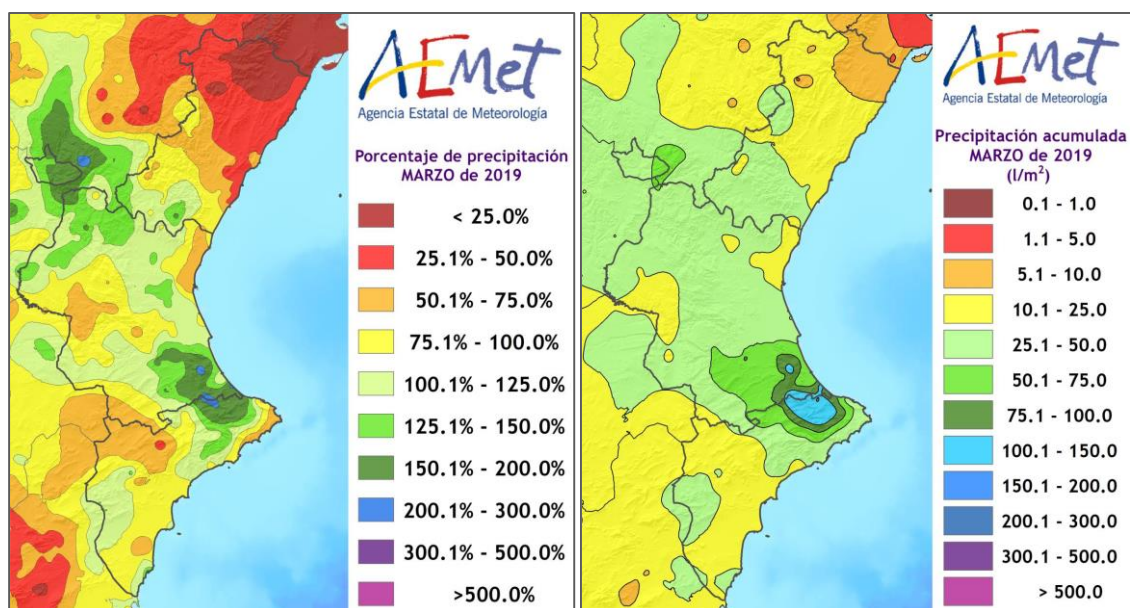 AEMet
Agencia Estatal de Meteorología
Porcentaje de precipitación
MARZO de 2019
< 25.0%
25.1% - 50.0%
50.1% - 75.0%
75.1% - 100.0%
100.1% - 125.0%
125.1% - 150.0%
150.1% - 200.0%
200.1% - 300.0%
300.1% - 500.0%
>500.0%
AEMet
Agencia Estatal de Meteorología
Precipitación acumulada
MARZO de 2019
(l/m²)
0.1 - 1.0
1.1 - 5.0
5.1 - 10.0
10.1 - 25.0
25.1 - 50.0
50.1 - 75.0
75.1 - 100.0
100.1 - 150.0
150.1 - 200.0
200.1 - 300.0
300.1 - 500.0
> 500.0